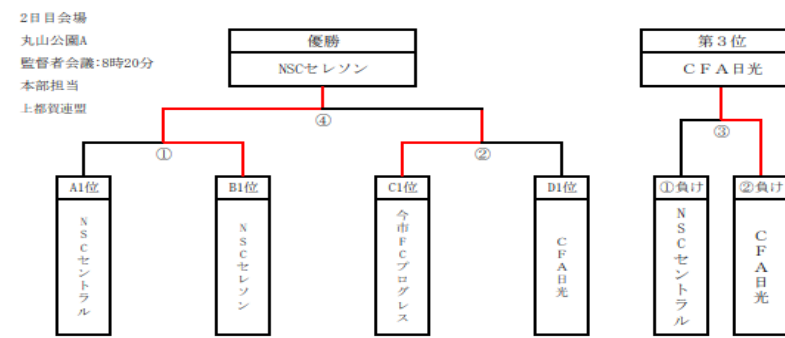 2日目会場
丸山公園A
監督者会議:8時20分
本部担当
上都賀連盟
優勝
NSCセレソン
第3位
CFA日光
④
③
①
②
A1位
B1位
C1位
D1位
①負け
②負け
NSCセントラル
NSCセレソン
今市FCプログレス
CFA日光
NSCセントラル
CFA日光